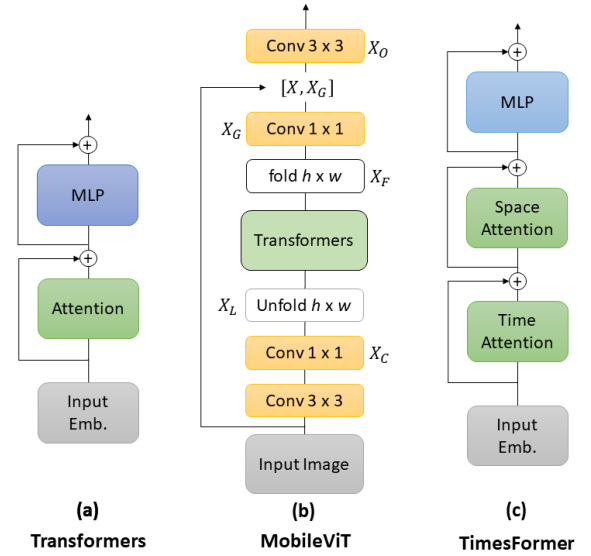 +
MLP
+
Attention
Input
Emb.
(a)
Transformers
Conv 3 x 3
X_O
[X, X_G]
X_G
Conv 1 x 1
fold h x w
X_F
Transformers
X_L
Unfold h x w
Conv 1 x 1
X_C
Conv 3 x 3
Input Image
(b)
MobileViT
+
MLP
+
Space
Attention
+
Time
Attention
Input
Emb.
(c)
TimesFormer